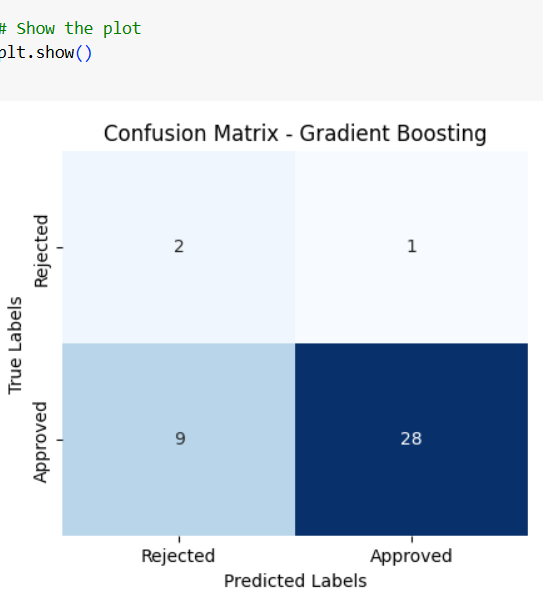 # Show the plot
plt.show()
Confusion Matrix - Gradient Boosting
True Labels
Rejected
2
1
Approved
9
28
Rejected
Approved
Predicted Labels